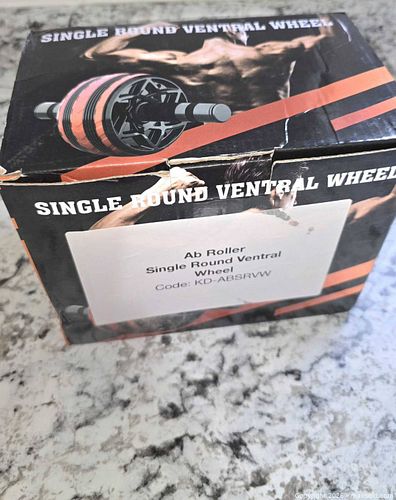 SINGLE ROUND VENTRAL WHEEL
SINGLE ROUND VENTRAL WHEEL
Ab Roller
Single Round Ventral
Wheel
Code: KD-ABSRVW